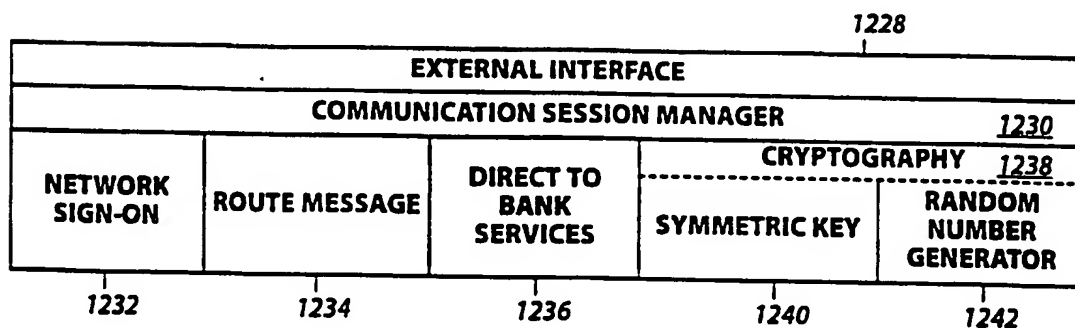 1228
EXTERNAL INTERFACE
COMMUNICATION SESSION MANAGER 1230
NETWORK SIGN-ON
ROUTE MESSAGE
DIRECT TO BANK SERVICES
CRYPTOGRAPHY 1238
SYMMETRIC KEY
RANDOM NUMBER GENERATOR
1232
1234
1236
1240
1242